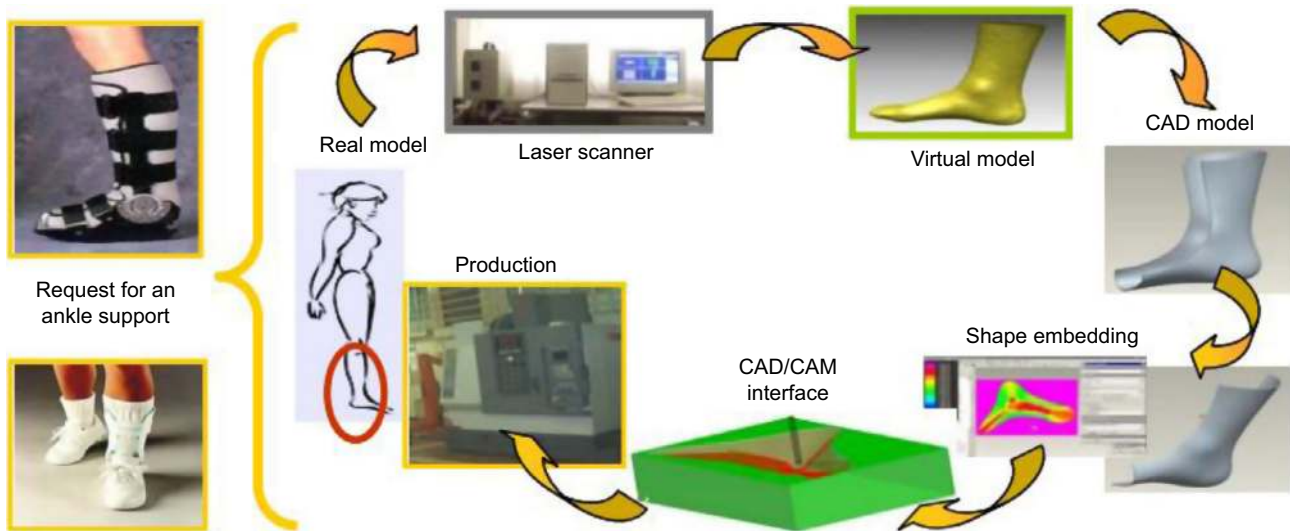 Request for an
ankle support
Real model
Laser scanner
Virtual model
CAD model
Shape embedding
CAD/CAM
interface
Production